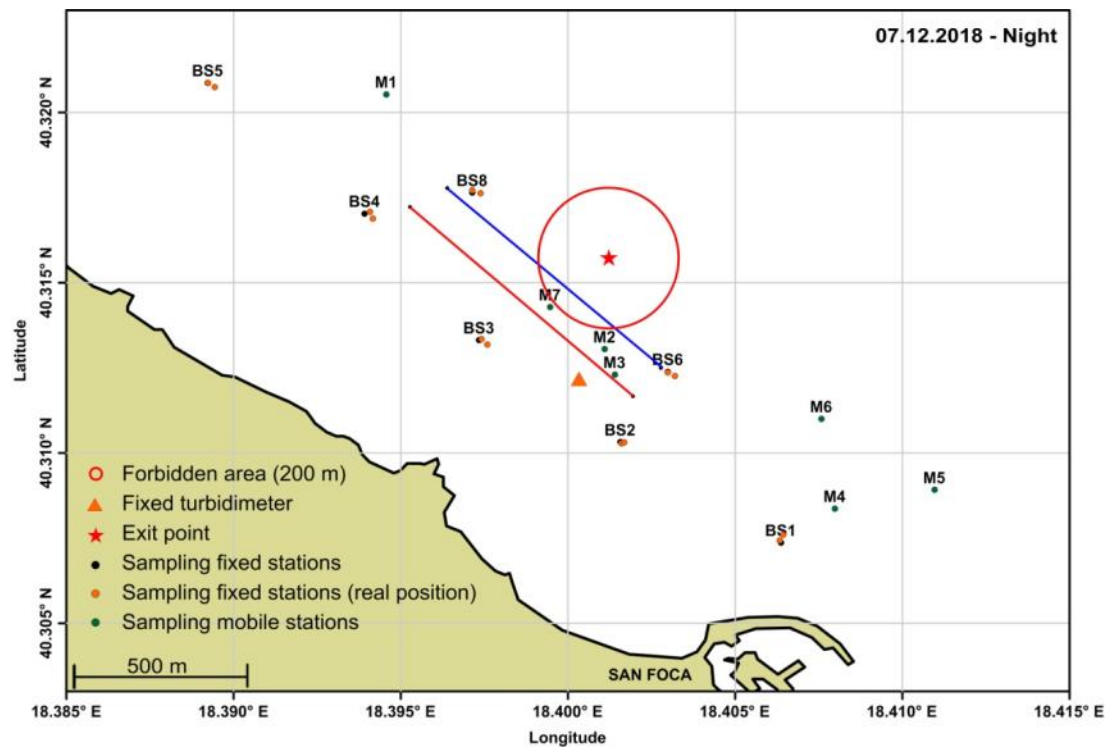 07.12.2018 - Night
BS5
M1
BS8
BS4
M7
BS3
M2
M3
BS6
BS2
M6
M5
M4
BS1
Forbidden area (200 m)
Fixed turbidimeter
Exit point
Sampling fixed stations
Sampling fixed stations (real position)
Sampling mobile stations
500 m
SAN FOCA
40.320° N
40.315° N
40.310° N
40.305° N
Latitude
18.385° E 18.390° E 18.395° E 18.400° E 18.405° E 18.410° E 18.415° E
Longitude